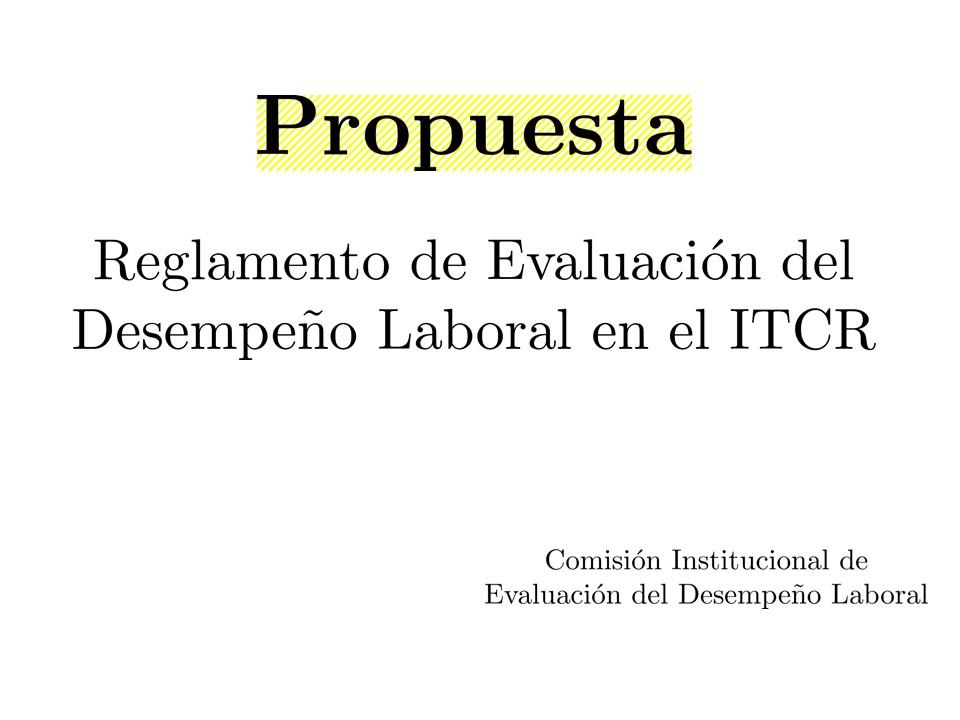 Propuesta
Reglamento de Evaluación del
Desempeño Laboral en el ITCR
Comisión Institucional de
Evaluación del Desempeño Laboral